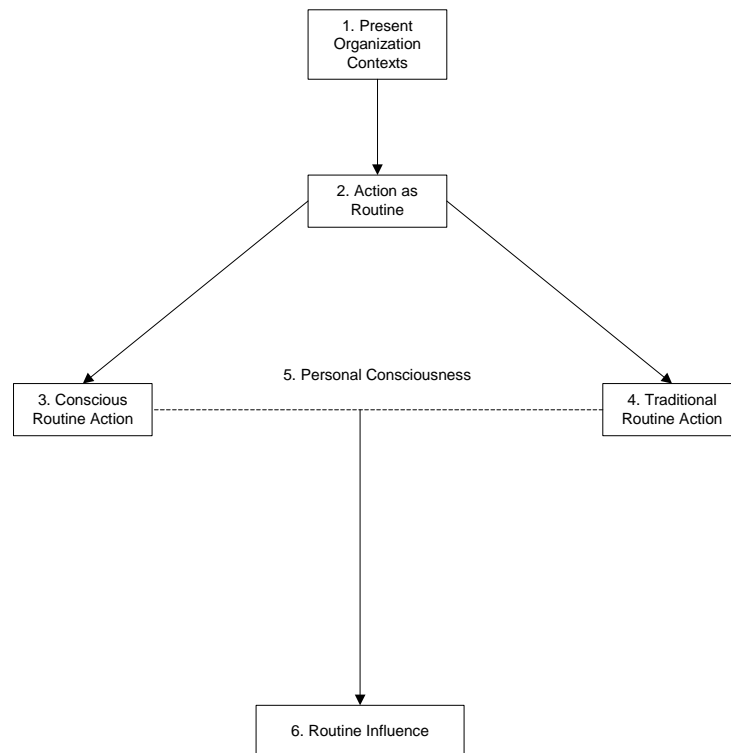 1. Present
Organization
Contexts
2. Action as
Routine
5. Personal Consciousness
3. Conscious
Routine Action
4. Traditional
Routine Action
6. Routine Influence